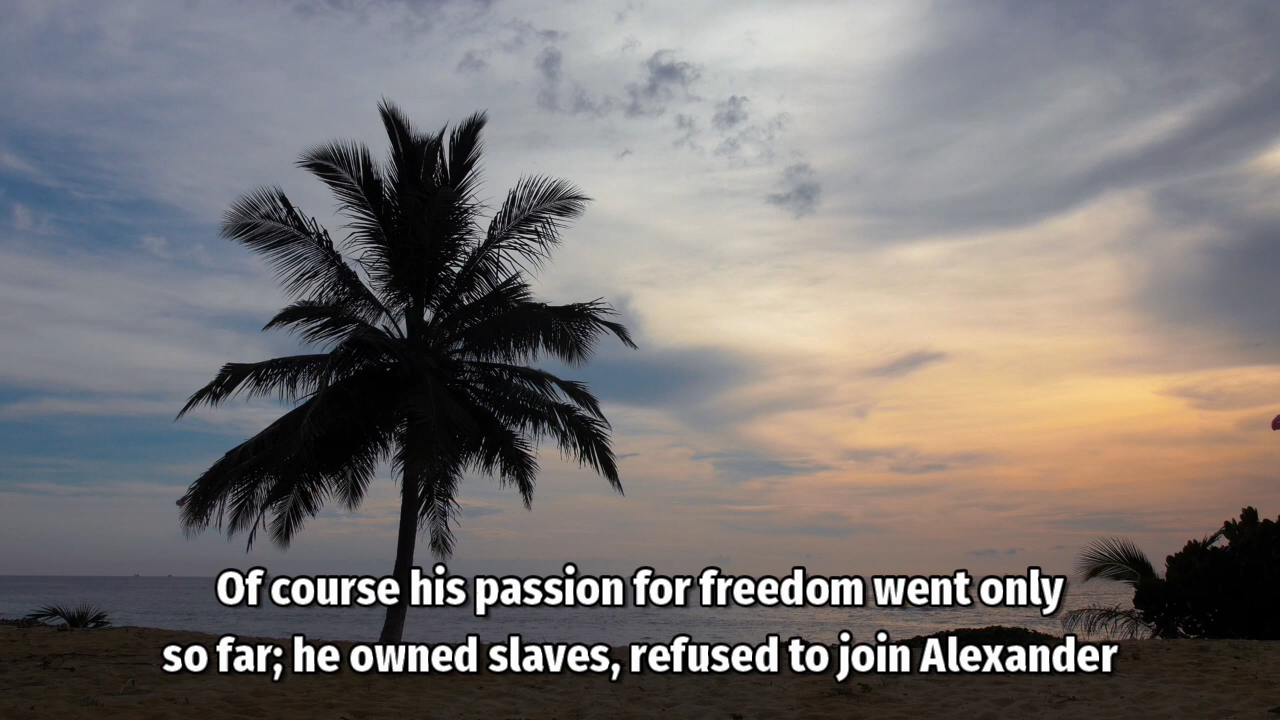 Of course his passion for freedom went only
so far; he owned slaves, refused to join Alexander